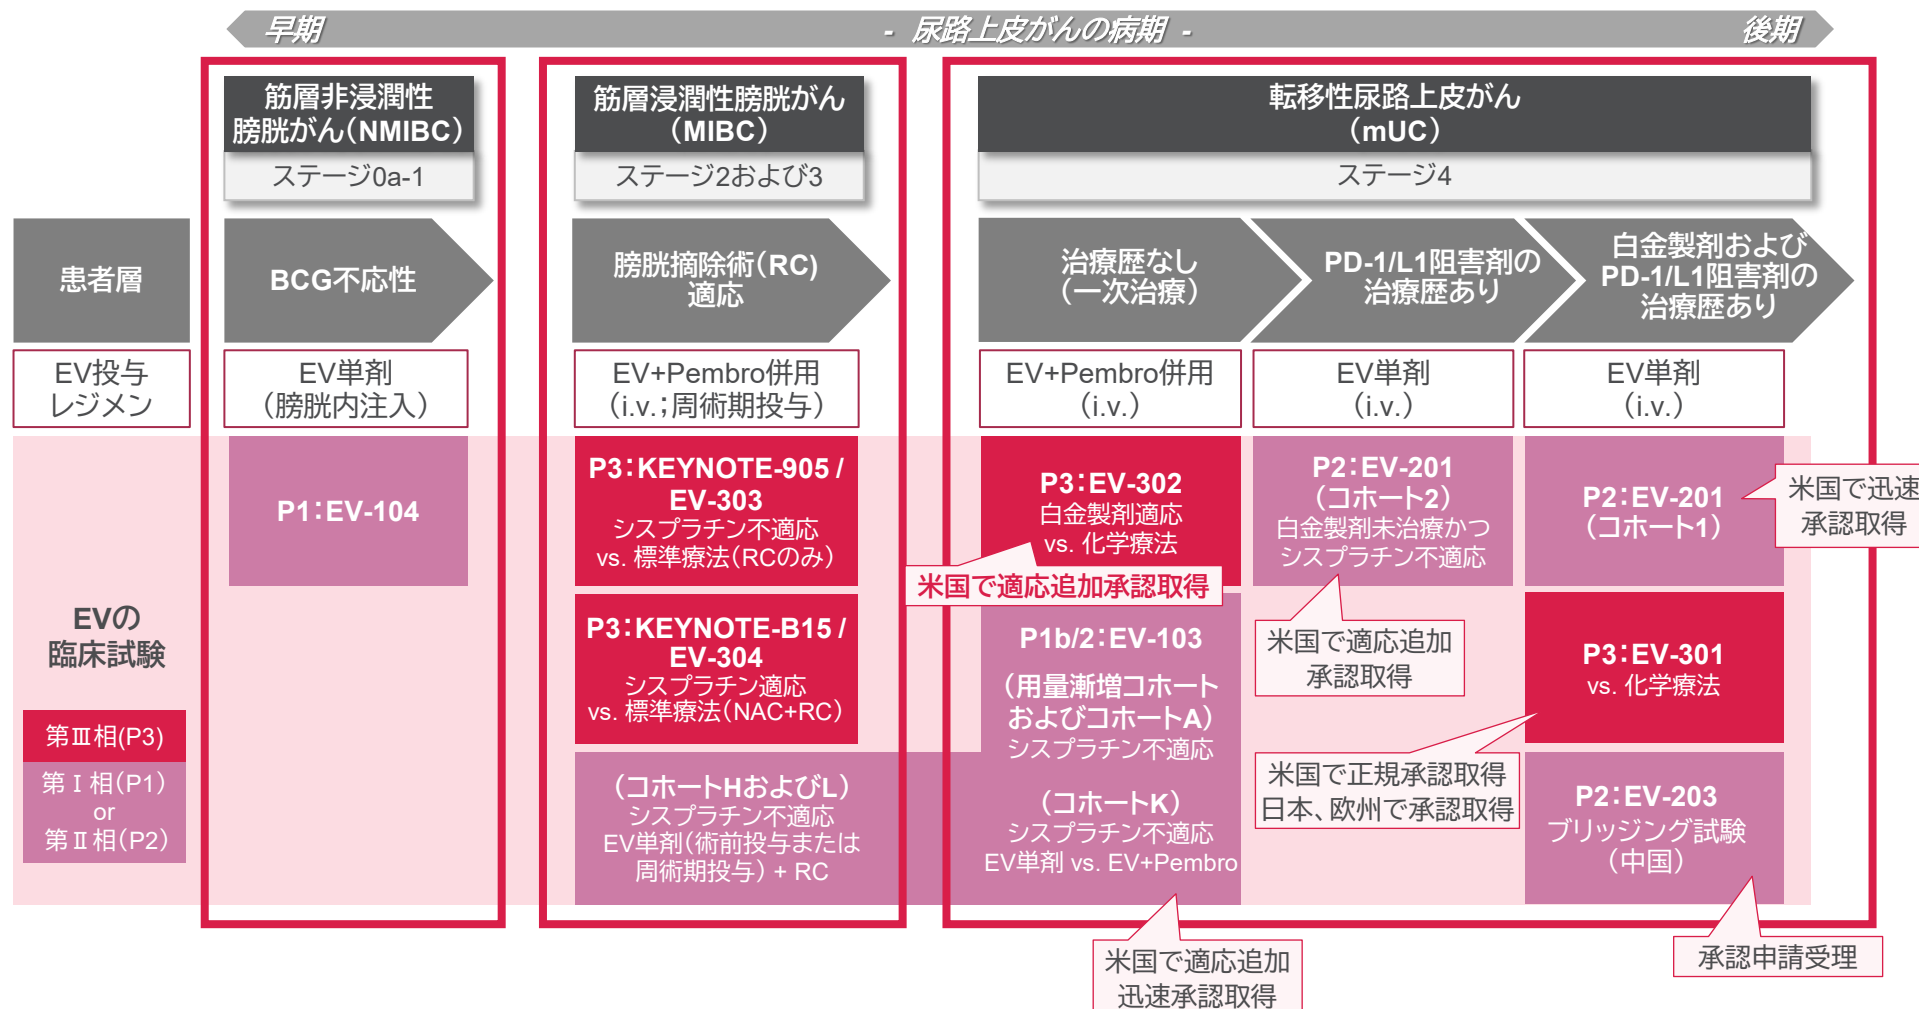 早期
- 尿路上皮がんの病期 -
後期
筋層非浸潤性
膀胱がん（NMIBC）
ステージ0a-1
筋層浸潤性膀胱がん
（MIBC）
ステージ2および3
転移性尿路上皮がん
（mUC）
ステージ4
患者層
BCG不応性
膀胱摘除術（RC)
適応
治療歴なし
（一次治療）
PD-1/L1阻害剤の
治療歴あり
白金製剤および
PD-1/L1阻害剤の
治療歴あり
EV投与
レジメン
EV単剤
（膀胱内注入）
EV+Pembro併用
（i.v.；周術期投与）
EV+Pembro併用
（i.v.）
EV単剤
（i.v.）
EV単剤
（i.v.）
EVの
臨床試験
第Ⅲ相(P3)
第Ⅰ相(P1)
or
第Ⅱ相(P2)
P1：EV-104
P3：KEYNOTE-905 /
EV-303
シスプラチン不適応
vs. 標準療法（RCのみ）
P3：KEYNOTE-B15 /
EV-304
シスプラチン適応
vs. 標準療法（NAC+RC）
（コホートHおよびL）
シスプラチン不適応
EV単剤（術前投与または
周術期投与）+ RC
P3：EV-302
白金製剤適応
vs. 化学療法
米国で適応追加承認取得
P1b/2：EV-103
（用量漸増コホート
およびコホートA）
シスプラチン不適応
（コホートK）
シスプラチン不適応
EV単剤 vs. EV+Pembro
米国で適応追加
迅速承認取得
P2：EV-201
（コホート2）
白金製剤未治療かつ
シスプラチン不適応
米国で適応追加
承認取得
P2：EV-201
（コホート1）
米国で迅速
承認取得
P3：EV-301
vs. 化学療法
米国で正規承認取得
日本、欧州で承認取得
P2：EV-203
ブリッジング試験
（中国）
承認申請受理